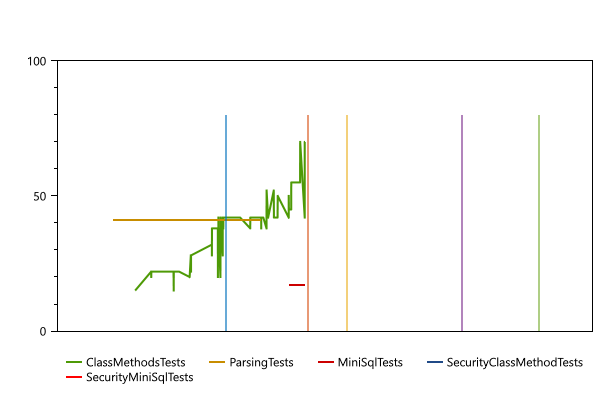 100
50
0
ClassMethodsTests ParsingTests MiniSqlTests SecurityClassMethodTests
SecurityMiniSqlTests